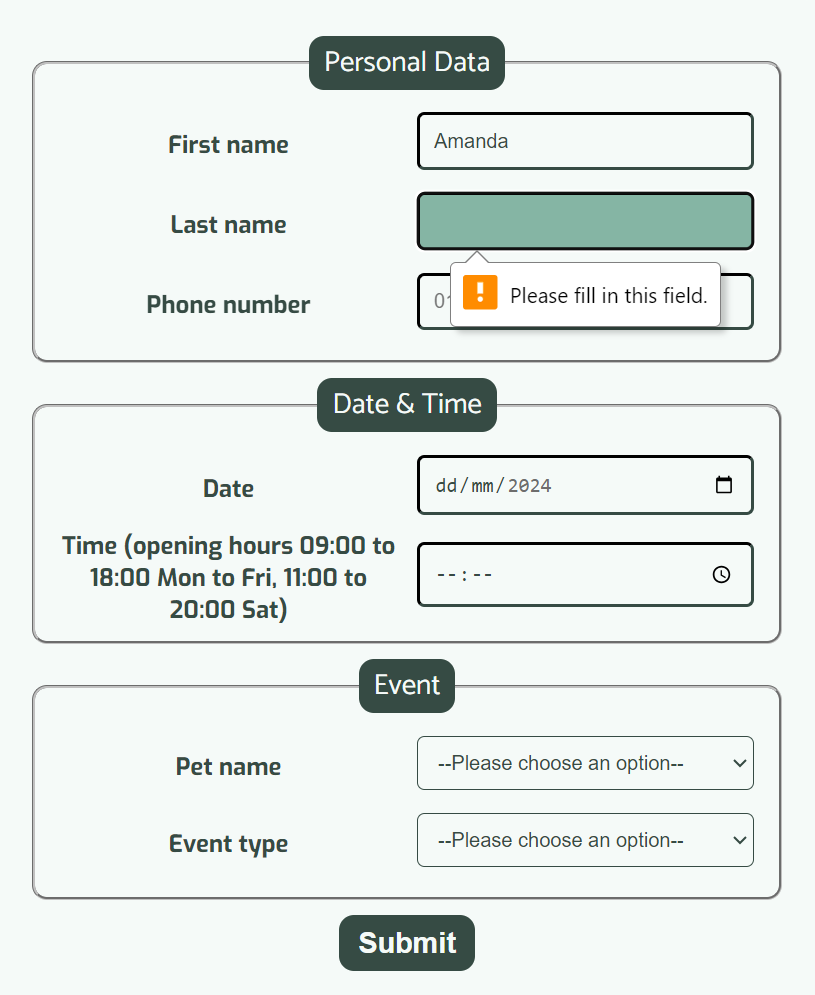 Personal Data
First name
Amanda
Last name
Please fill in this field.
Phone number
Date & Time
Date
dd/mm/2024
Time (opening hours 09:00 to
18:00 Mon to Fri, 11:00 to
20:00 Sat)
--:--
Event
Pet name
--Please choose an option--
Event type
--Please choose an option--
Submit